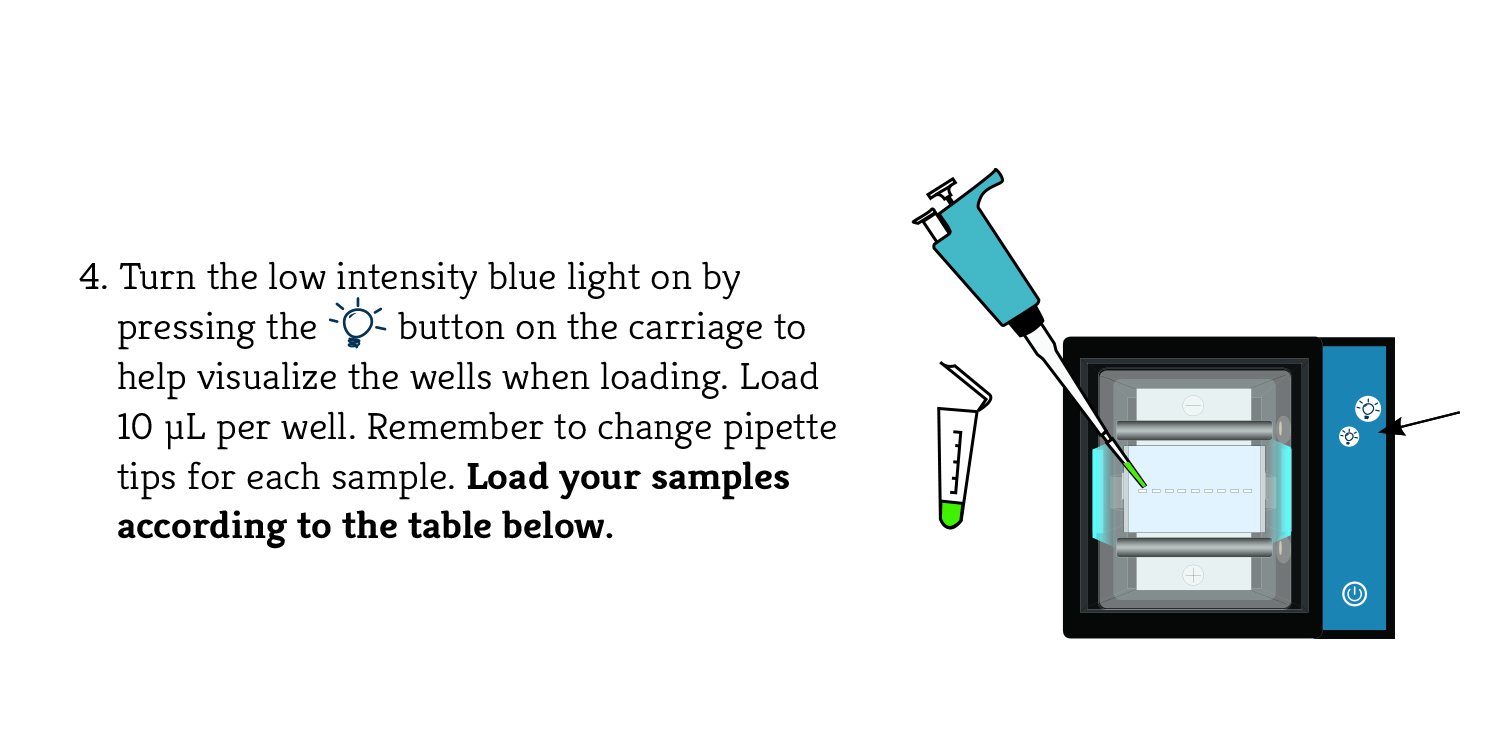 4. Turn the low intensity blue light on by
pressing the button on the carriage to
help visualize the wells when loading. Load
10 µL per well. Remember to change pipette
tips for each sample. Load your samples
according to the table below.